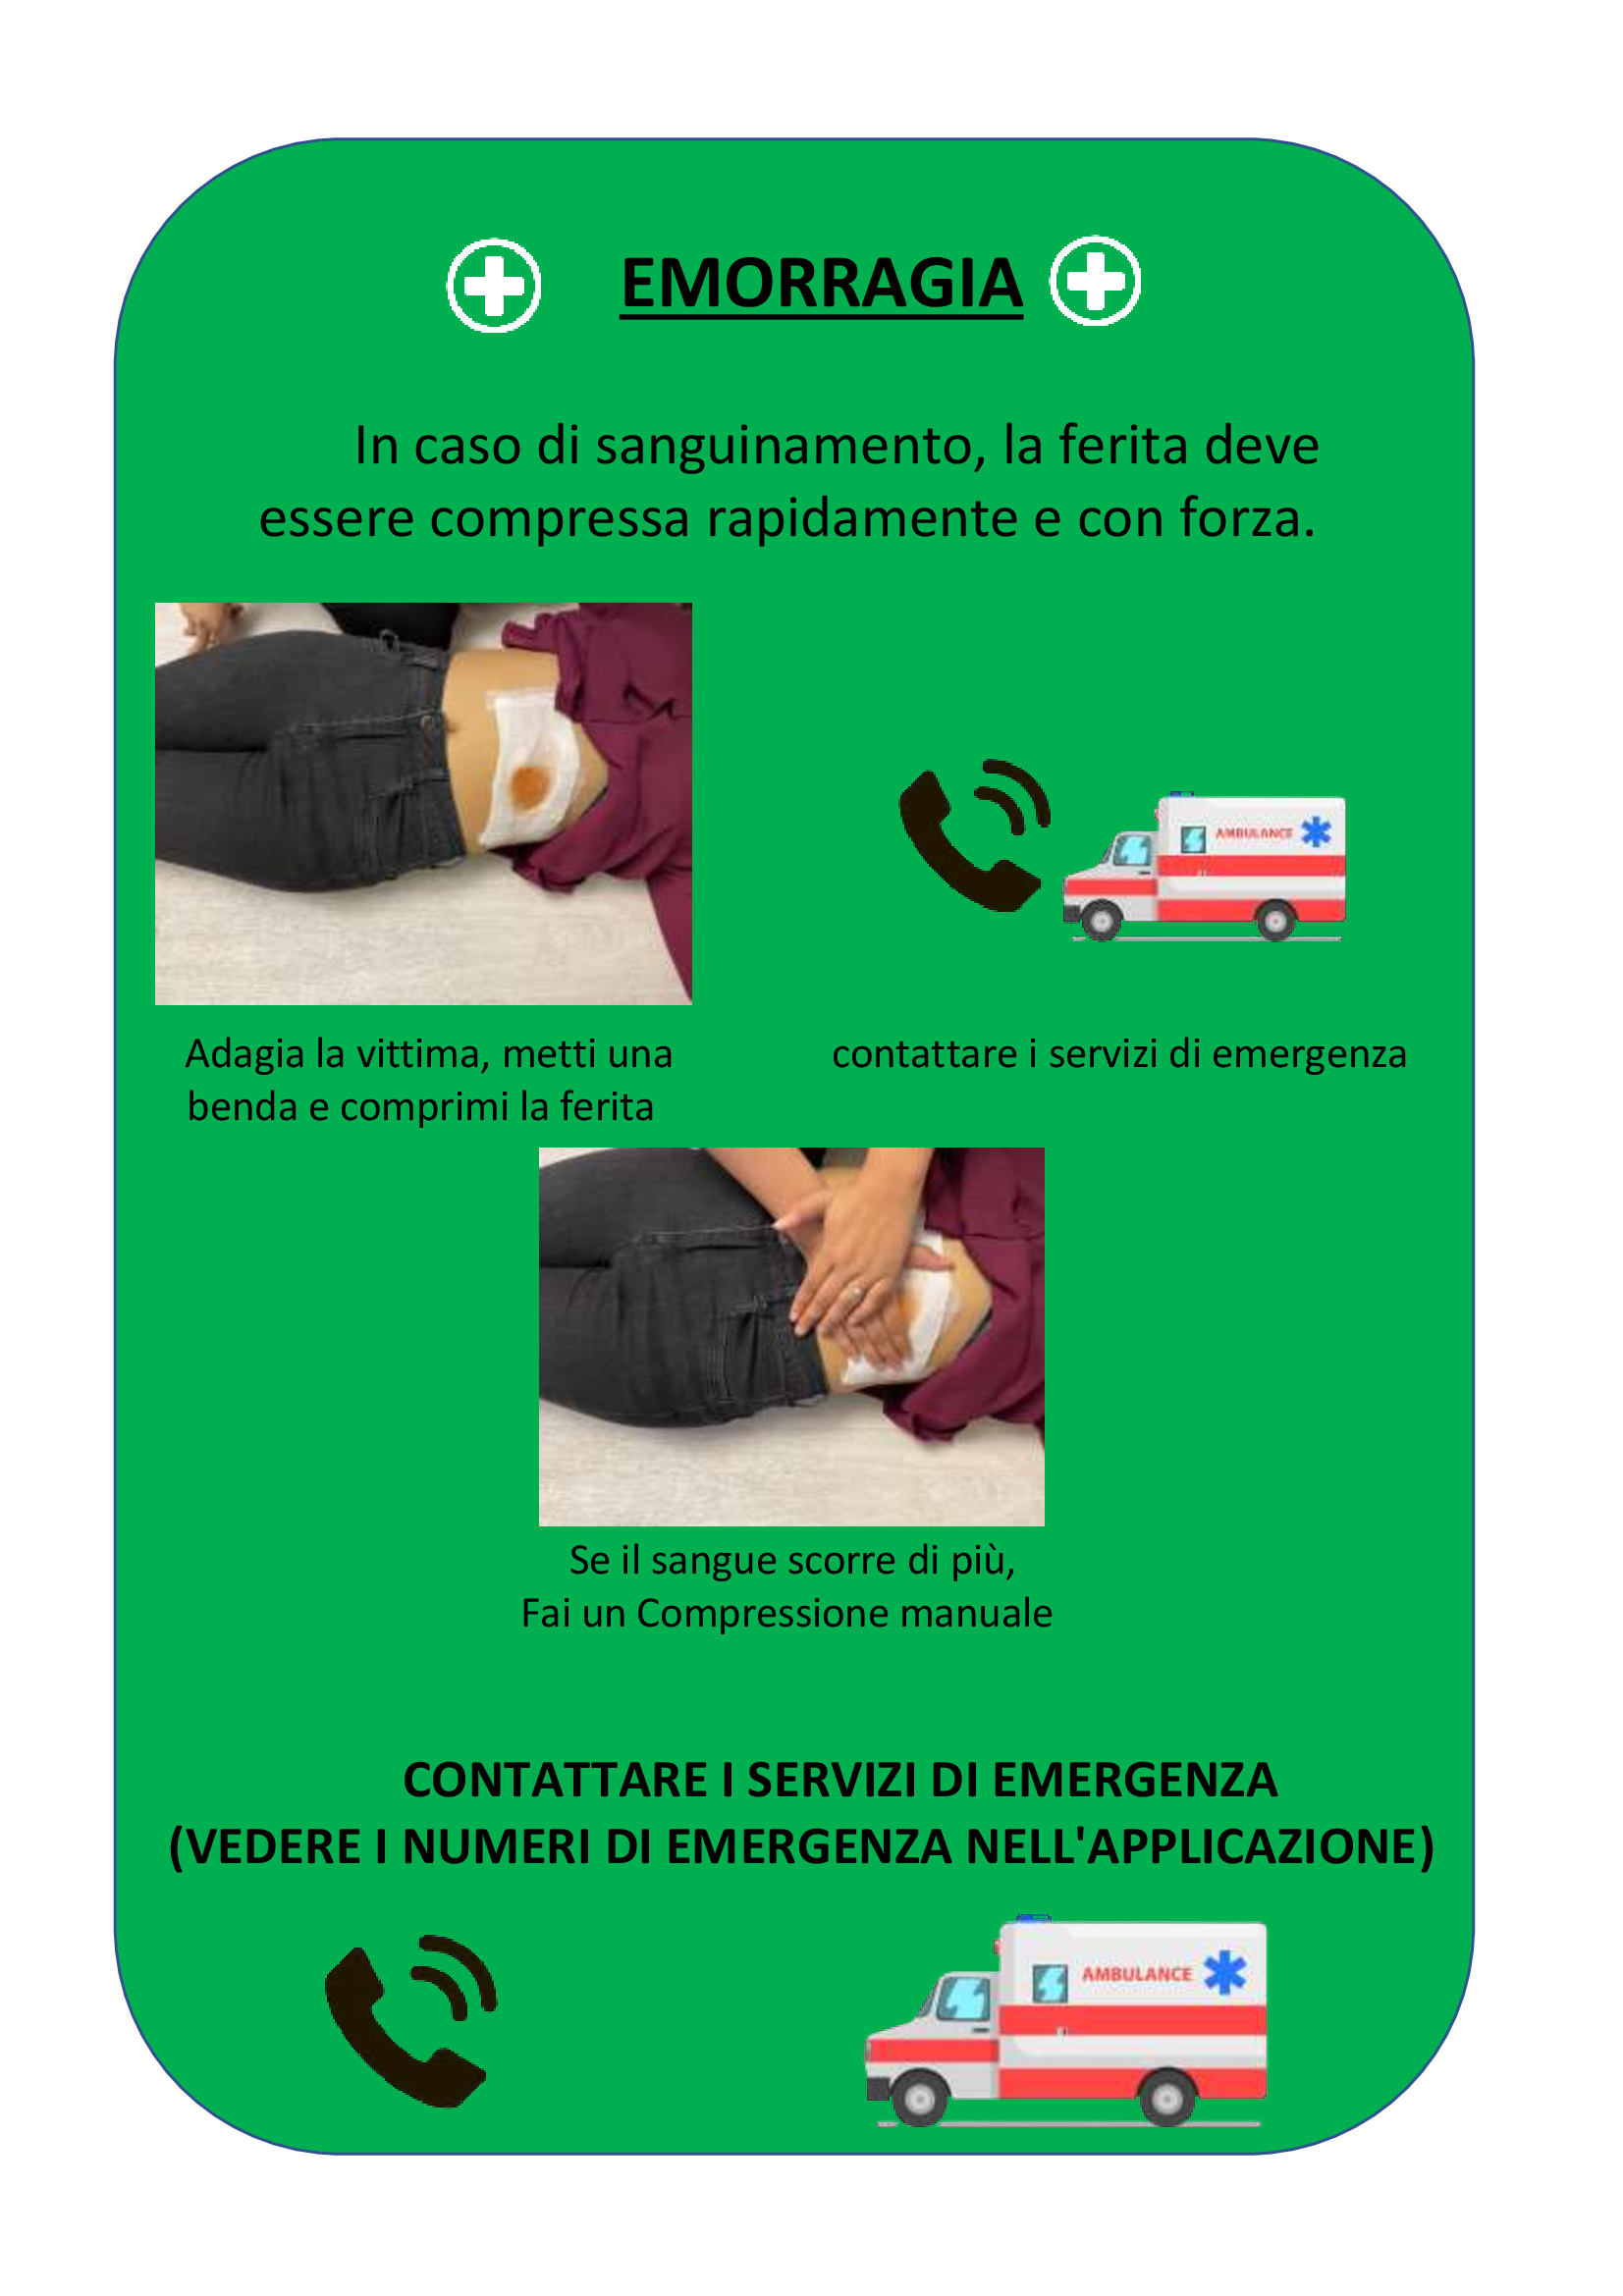 EMORRAGIA
In caso di sanguinamento, la ferita deve
essere compressa rapidamente e con forza.
AMBULANCE
Adagia la vittima, metti una
benda e comprimi la ferita
contattare i servizi di emergenza
Se il sangue scorre di più,
Fai un Compressione manuale
CONTATTARE I SERVIZI DI EMERGENZA
(VEDERE I NUMERI DI EMERGENZA NELL'APPLICAZIONE)
AMBULANCE